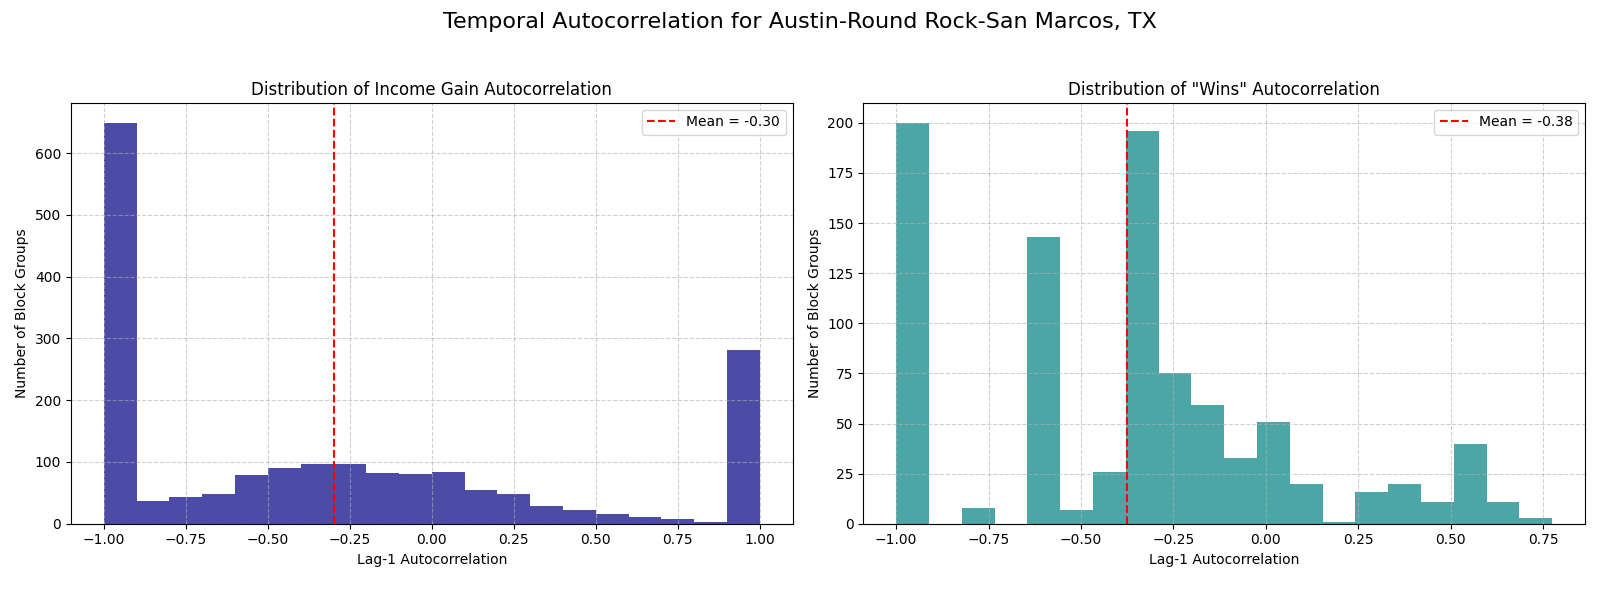 Temporal Autocorrelation for Austin-Round Rock-San Marcos, TX
Distribution of Income Gain Autocorrelation
Mean = -0.30
600
500
400
300
200
100
0
Number of Block Groups
−1.00 −0.75 −0.50 −0.25 0.00 0.25 0.50 0.75 1.00
Lag-1 Autocorrelation
Distribution of "Wins" Autocorrelation
Mean = -0.38
200
175
150
125
100
75
50
25
0
Number of Block Groups
−1.00 −0.75 −0.50 −0.25 0.00 0.25 0.50 0.75
Lag-1 Autocorrelation